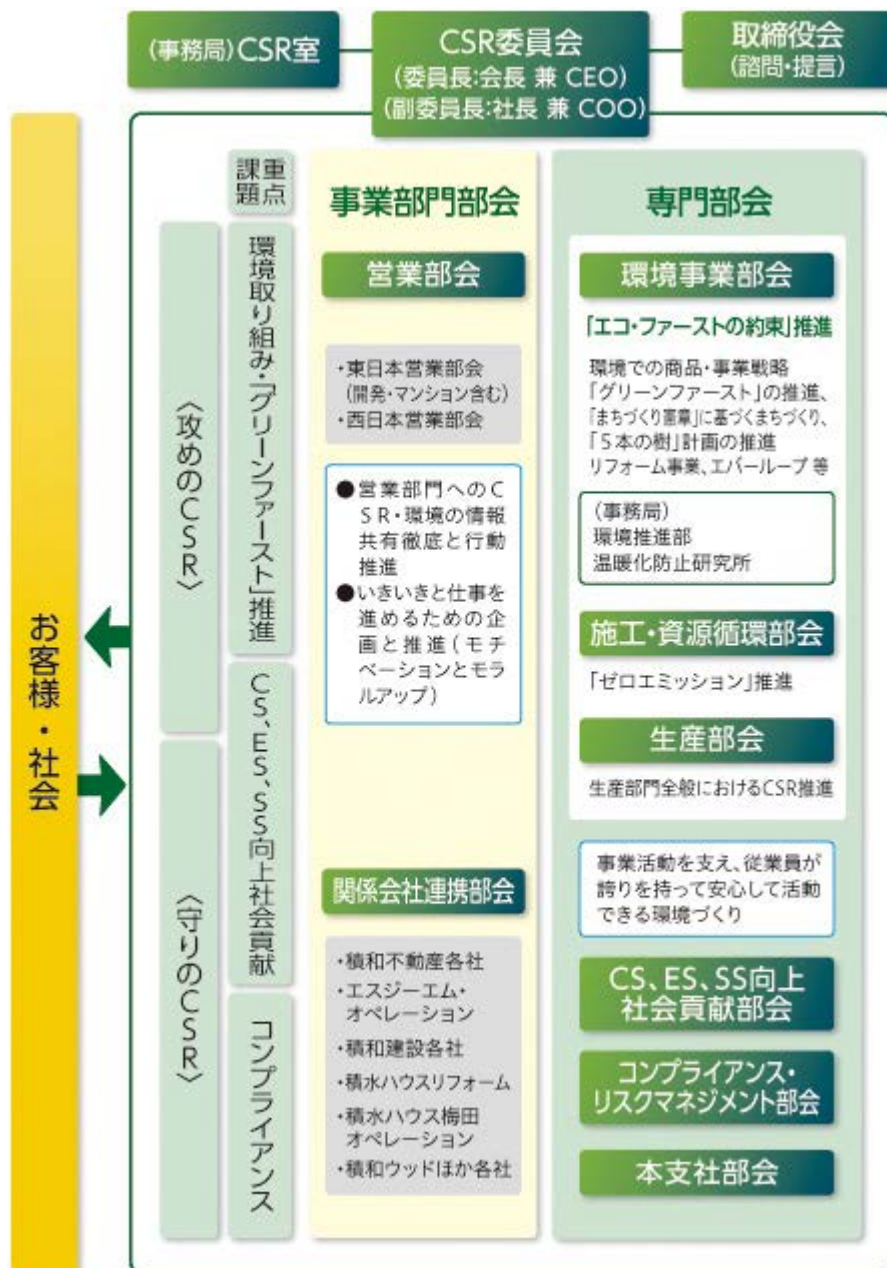 (事務局)CSR室
CSR委員会
(委員長:会長 兼 CEO)
(副委員長:社長 兼 COO)
取締役会
(諮問・提言)
お客様・社会
〈攻めのCSR〉
〈守りのCSR〉
重点
課題
環境取り組み・「グリーンファースト」推進
CS、ES、SS向上社会貢献
コンプライアンス
事業部門部会
営業部会
・東日本営業部会
(開発・マンション含む)
・西日本営業部会
●営業部門へのC
SR・環境の情報
共有徹底と行動
推進
●いきいきと仕事を
進めるための企
画と推進(モチ
ベーションとモラ
ルアップ)
関係会社連携部会
・積和不動産各社
・エスジーエム・
オペレーション
・積和建設各社
・積水ハウスリフォーム
・積水ハウス梅田
オペレーション
・積和ウッドほか各社
専門部会
環境事業部会
「エコ・ファーストの約束」推進
環境での商品・事業戦略
「グリーンファースト」の推進、
「まちづくり憲章」に基づくまちづくり、
「5本の樹」計画の推進
リフォーム事業、エバーループ 等
(事務局)
環境推進部
温暖化防止研究所
施工・資源循環部会
「ゼロエミッション」推進
生産部会
生産部門全般におけるCSR推進
事業活動を支え、従業員が
誇りを持って安心して活動
できる環境づくり
CS、ES、SS向上
社会貢献部会
コンプライアンス・
リスクマネジメント部会
本支社部会